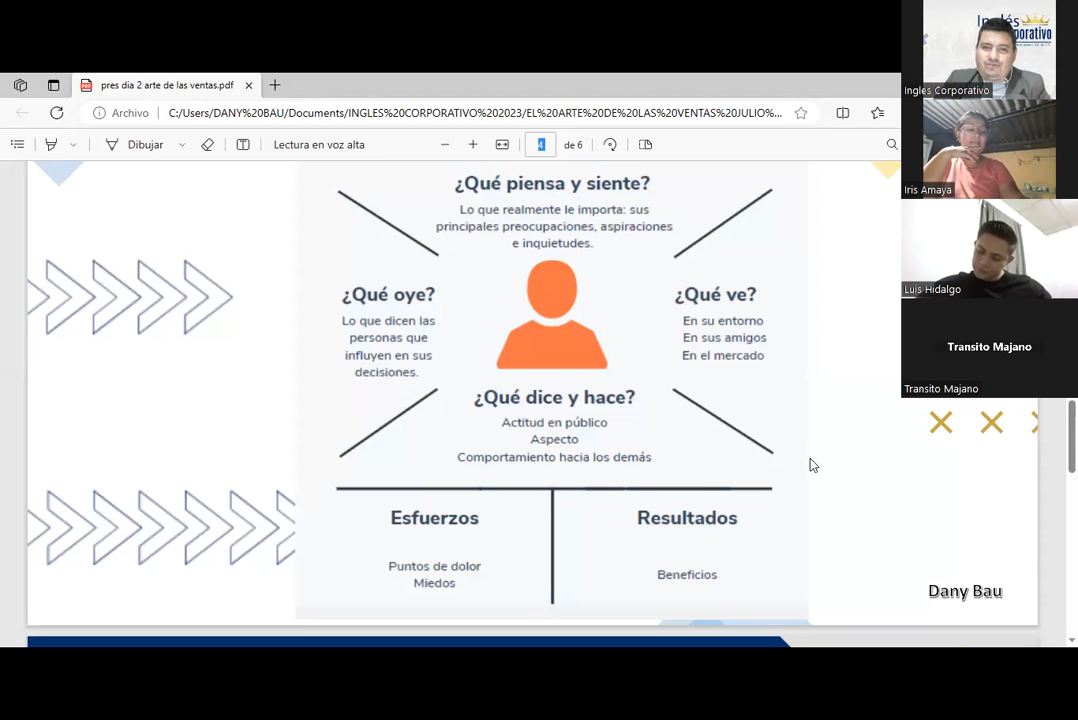 pres dia 2 arte de las ventas.pdf
Archivo
C:/Users/DANY%20BAU/Documents/INGLES%20CORPORATIVO%202023/EL%20ARTE%20DE%20LAS%20VENTAS%20JULIO%...
Dibujar
Lectura en voz alta
4
de 6
¿Qué piensa y siente?
Lo que realmente le importa: sus
principales preocupaciones, aspiraciones
e inquietudes.
¿Qué oye?
Lo que dicen las
personas que
influyen en sus
decisiones.
¿Qué ve?
En su entorno
En sus amigos
En el mercado
¿Qué dice y hace?
Actitud en público
Aspecto
Comportamiento hacia los demás
Esfuerzos
Puntos de dolor
Miedos
Resultados
Beneficios
Dany Bau
Ingles Corporativo
Iris Amaya
Luis Hidalgo
Transito Majano
Transito Majano